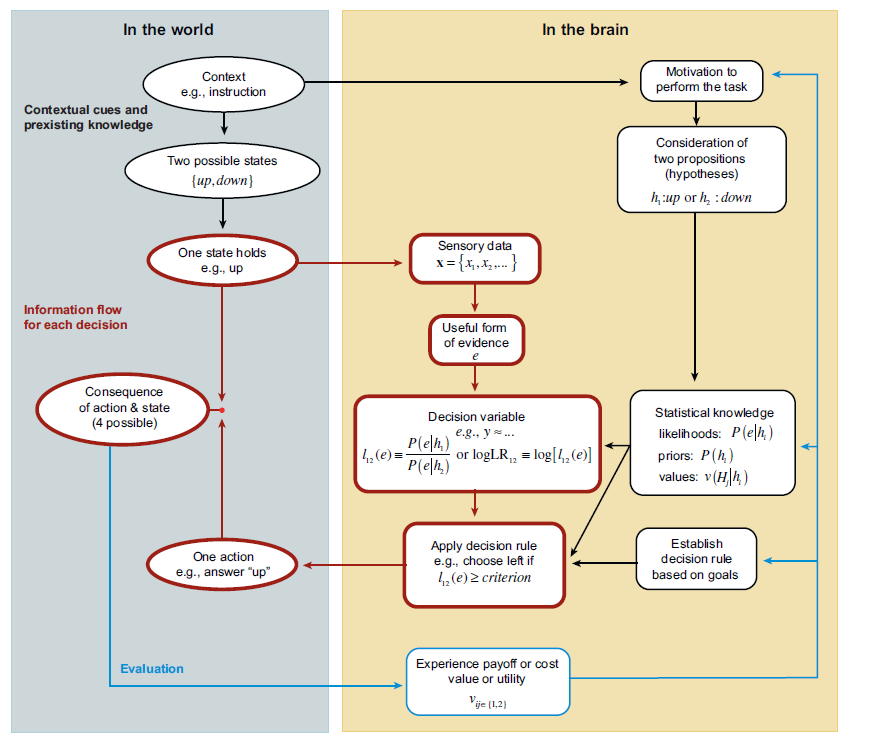 In the world
In the brain
Context
e.g., instruction
Motivation to
perform the task
Contextual cues and
prexisting knowledge
Two possible states
{up,down}
Consideration of
two propositions
(hypotheses)
h₁:up or h₂ : down
One state holds
e.g., up
Sensory data
x = {x₁,x₂,... }
Information flow
for each decision
Useful form
of evidence
e
Consequence
of action & state
(4 possible)
Decision variable
e.g., y ≈ ...
l₁₂(e) ≡ P(e|h₁) / P(e|h₂) or logLR₁₂ ≡ log[l₁₂(e)]
Statistical knowledge
likelihoods: P(e|hᵢ)
priors: P(hᵢ)
values: v(Hⱼ|hᵢ)
One action
e.g., answer “up”
Apply decision rule
e.g., choose left if
l₁₂(e) ≥ criterion
Establish
decision rule
based on goals
Evaluation
Experience payoff or cost
value or utility
v_ij∈{1,2}